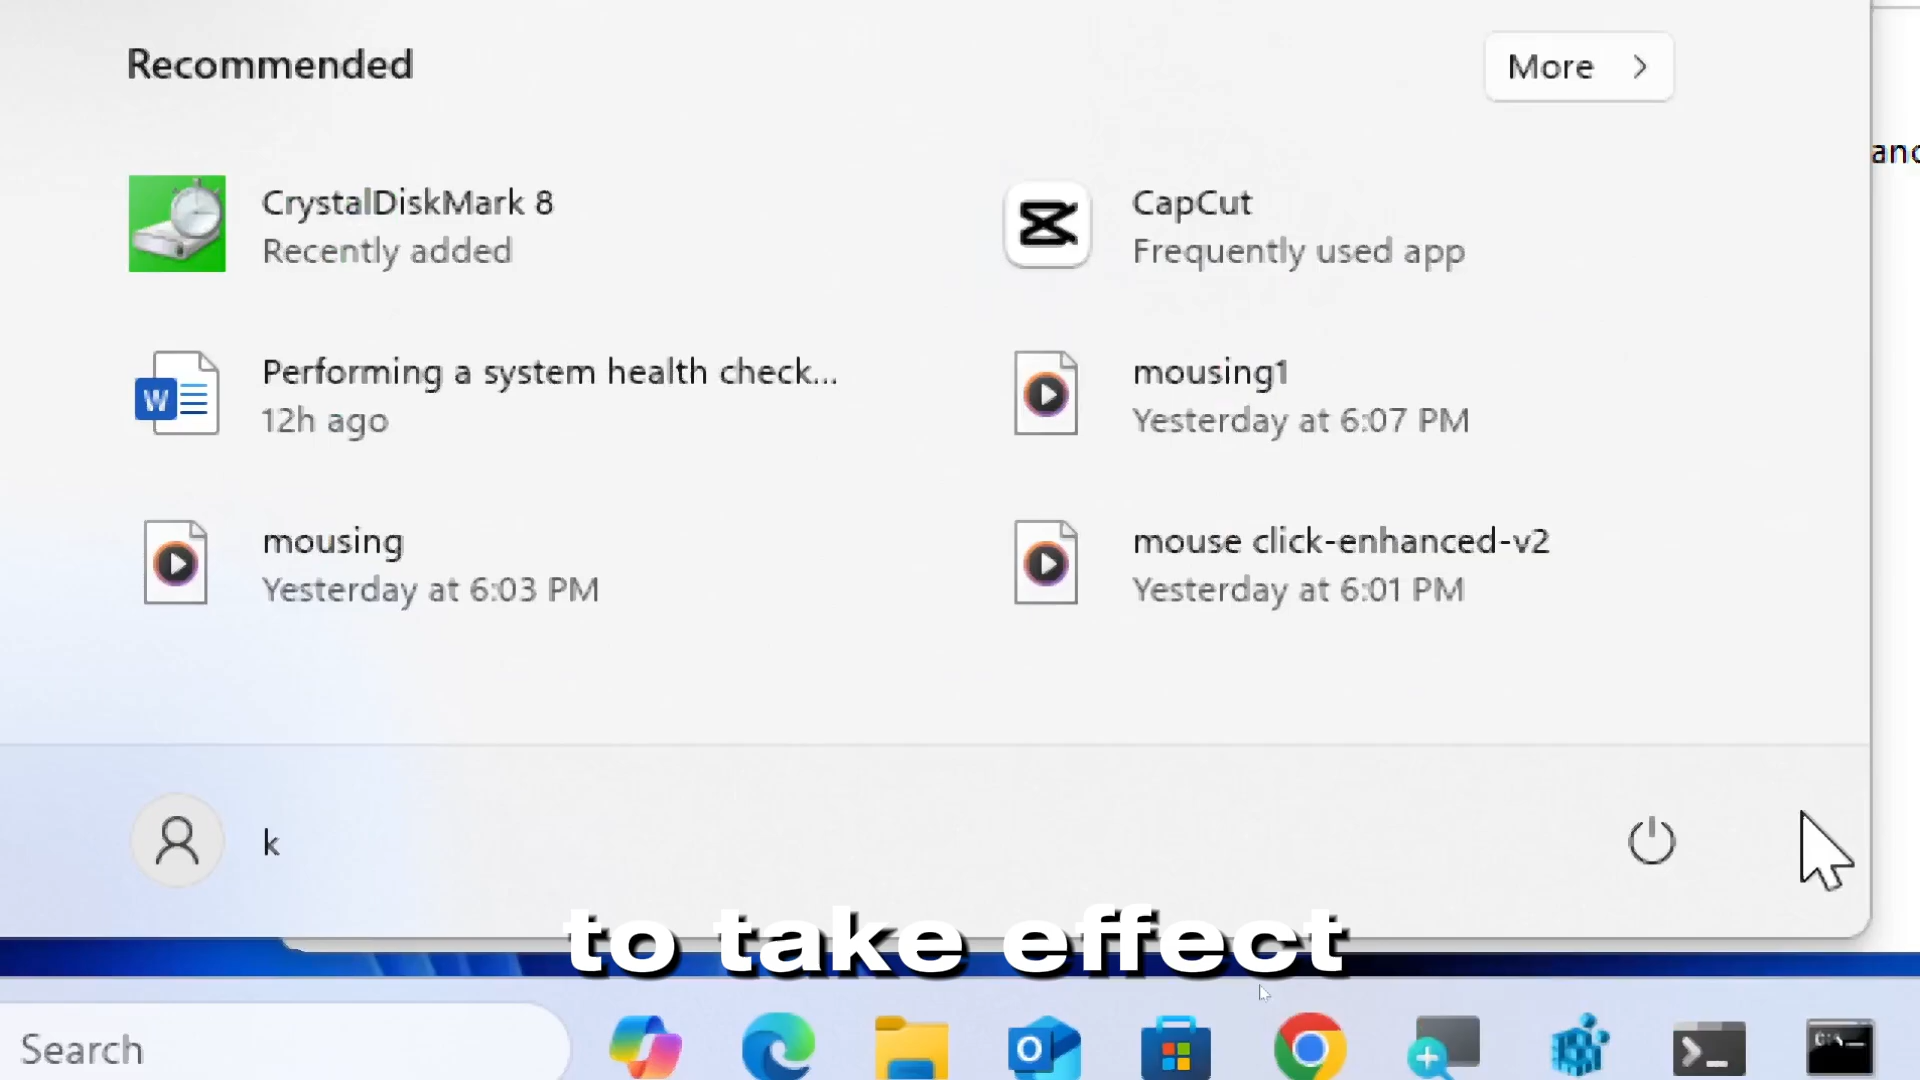 Recommended
More
and
CrystalDiskMark 8
Recently added
CapCut
Frequently used app
Performing a system health check...
12h ago
mousing1
Yesterday at 6:07 PM
mousing
Yesterday at 6:03 PM
mouse click-enhanced-v2
Yesterday at 6:01 PM
k
to take effect
Search